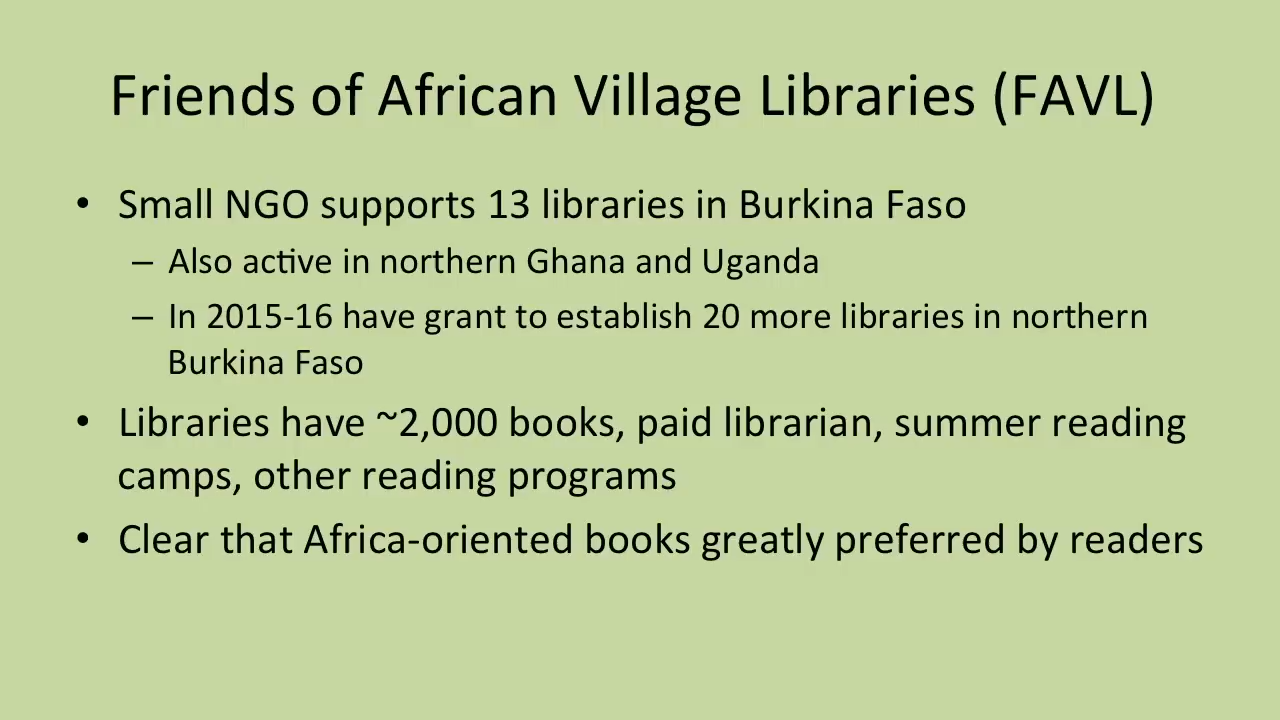 Friends of African Village Libraries (FAVL)
• Small NGO supports 13 libraries in Burkina Faso
– Also active in northern Ghana and Uganda
– In 2015-16 have grant to establish 20 more libraries in northern
Burkina Faso
• Libraries have ~2,000 books, paid librarian, summer reading
camps, other reading programs
• Clear that Africa-oriented books greatly preferred by readers